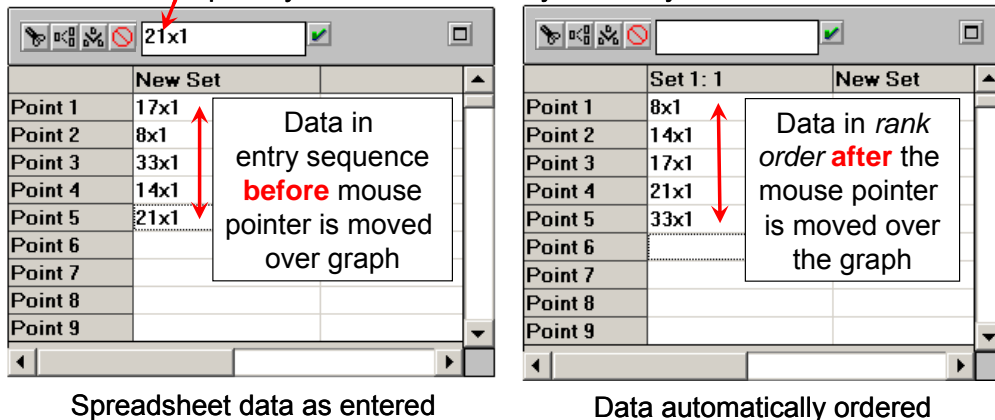 21x1
New Set
Point 1 17x1
Point 2 8x1
Point 3 33x1
Point 4 14x1
Point 5 21x1
Point 6
Point 7
Point 8
Point 9
Data in
entry sequence
before mouse
pointer is moved
over graph
Spreadsheet data as entered
Set 1: 1 New Set
Point 1 8x1
Point 2 14x1
Point 3 17x1
Point 4 21x1
Point 5 33x1
Point 6
Point 7
Point 8
Point 9
Data in rank
order after the
mouse pointer
is moved over
the graph
Data automatically ordered